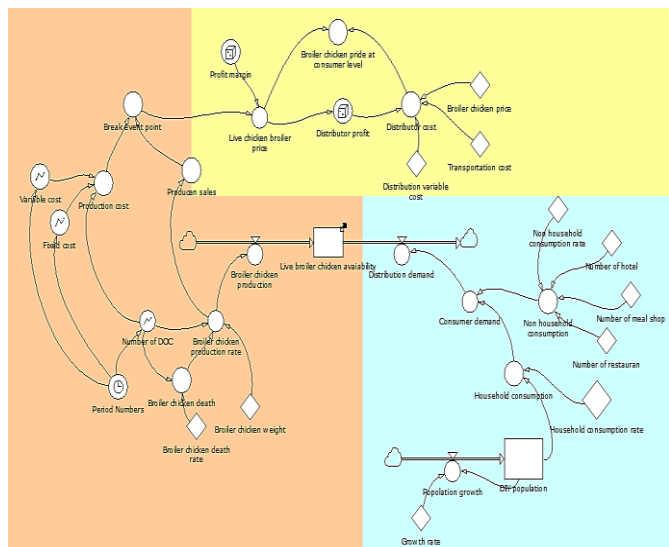 Profit margin
Broiler chicken pride at
consumer level
Broiler chicken price
Break event point
Live chicken broiler
price
Distributor profit
Distributor cost
Transportation cost
Distribution variable
cost
Variable cost
Production cost
Producen sales
Fixed cost
Non household
consumption rate
Number of hotel
Broiler chicken
production
Live broiler chicken avaiability
Distribution demand
Consumer demand
Non household
consumption
Number of meal shop
Number of DOC
Broiler chicken
production rate
Number of restauran
Period Numbers
Broiler chicken death
Household consumption
Broiler chicken weight
Household consumption rate
Broiler chicken death
rate
Population growth
population
Growth rate